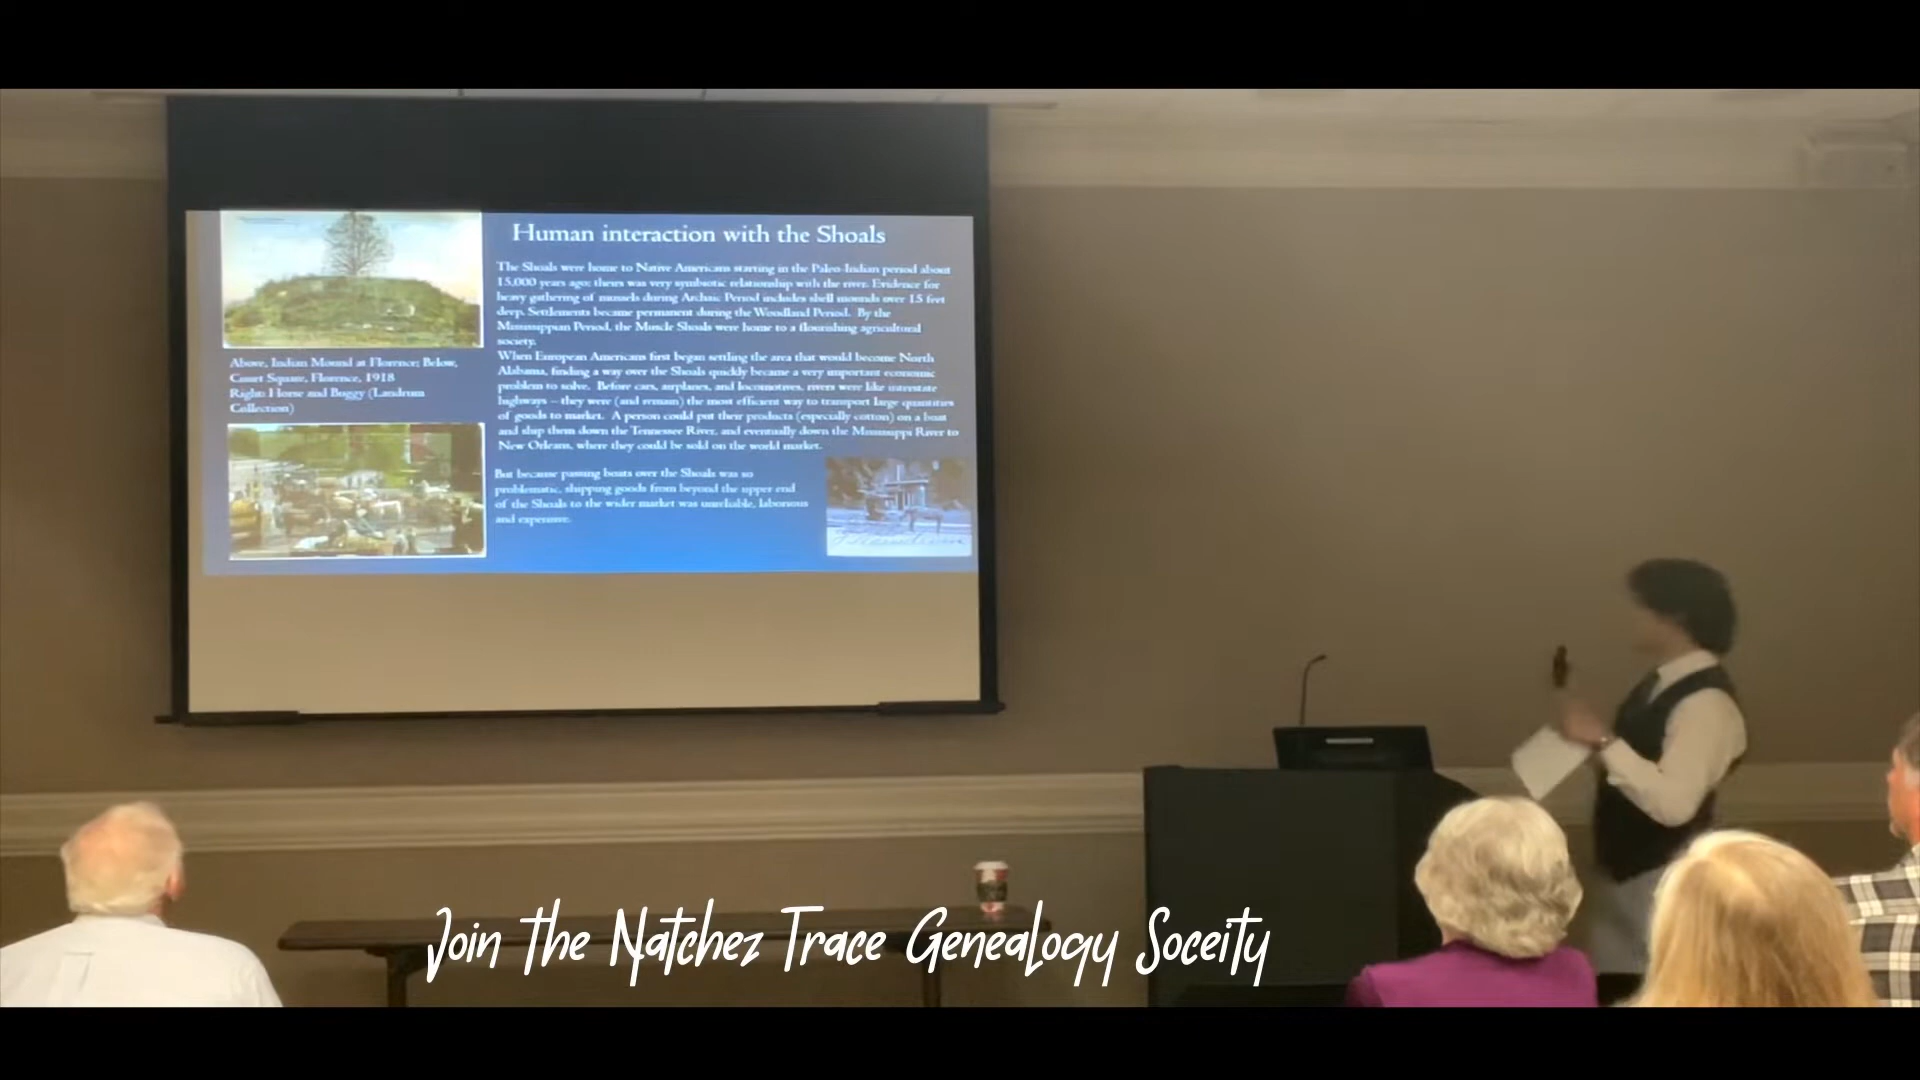 Human interaction with the Shoals
The Shoals were home to Native Americans starting in the Paleo-Indian period about
15,000 years ago; theirs was very symbiotic relationship with the river. Evidence for
heavy gathering of mussels during Archaic Period includes shell mounds over 15 feet
deep. Settlements became permanent during the Woodland Period. By the
Mississippian Period, the Muscle Shoals were home to a flourishing agricultural
society.
When European Americans first began settling the area that would become North
Alabama, finding a way over the Shoals quickly became a very important economic
problem to solve. Before cars, airplanes, and locomotives, rivers were like interstate
highways – they were (and remain) the most efficient way to transport large quantities
of goods to market. A person could put their products (especially cotton) on a boat
and ship them down the Tennessee River, and eventually down the Mississippi River to
New Orleans, where they could be sold on the world market.
But because passing boats over the Shoals was so
problematic, shipping goods from beyond the upper end
of the Shoals to the wider market was unreliable, laborious
and expensive.
Above, Indian Mound at Florence; Below,
Court Square, Florence, 1918
Right: Horse and Buggy (Landrum
Collection)
Join the Natchez Trace Genealogy Soceity